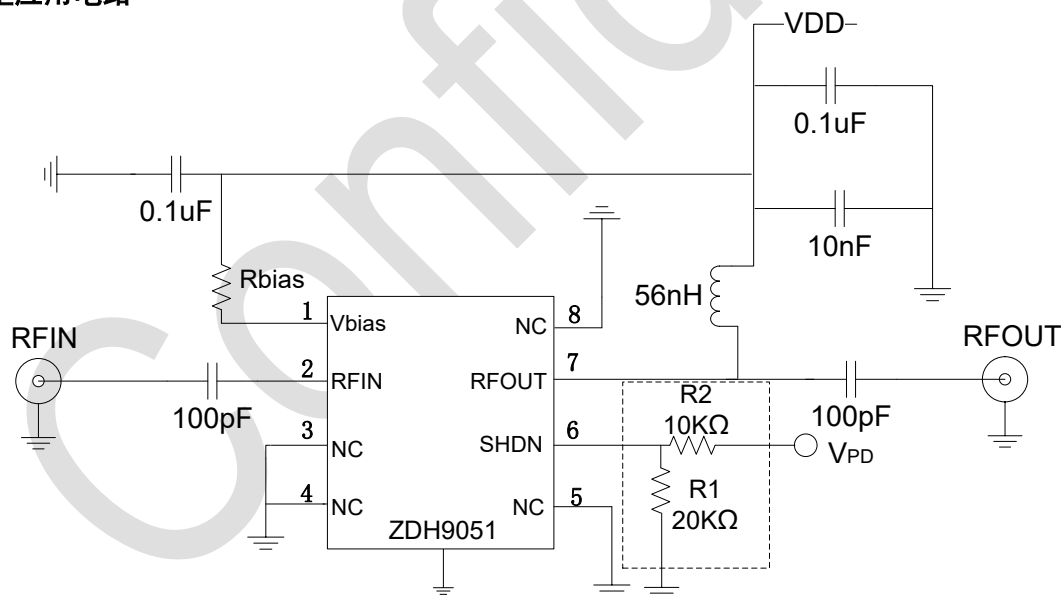 VDD
0.1uF
0.1uF
10nF
Rbias
56nH
RFIN
RFOUT
1
Vbias
NC
8
2
RFIN
RFOUT
7
100pF
100pF
R2
10KΩ
3
NC
SHDN
6
VPD
4
NC
NC
5
R1
20KΩ
ZDH9051